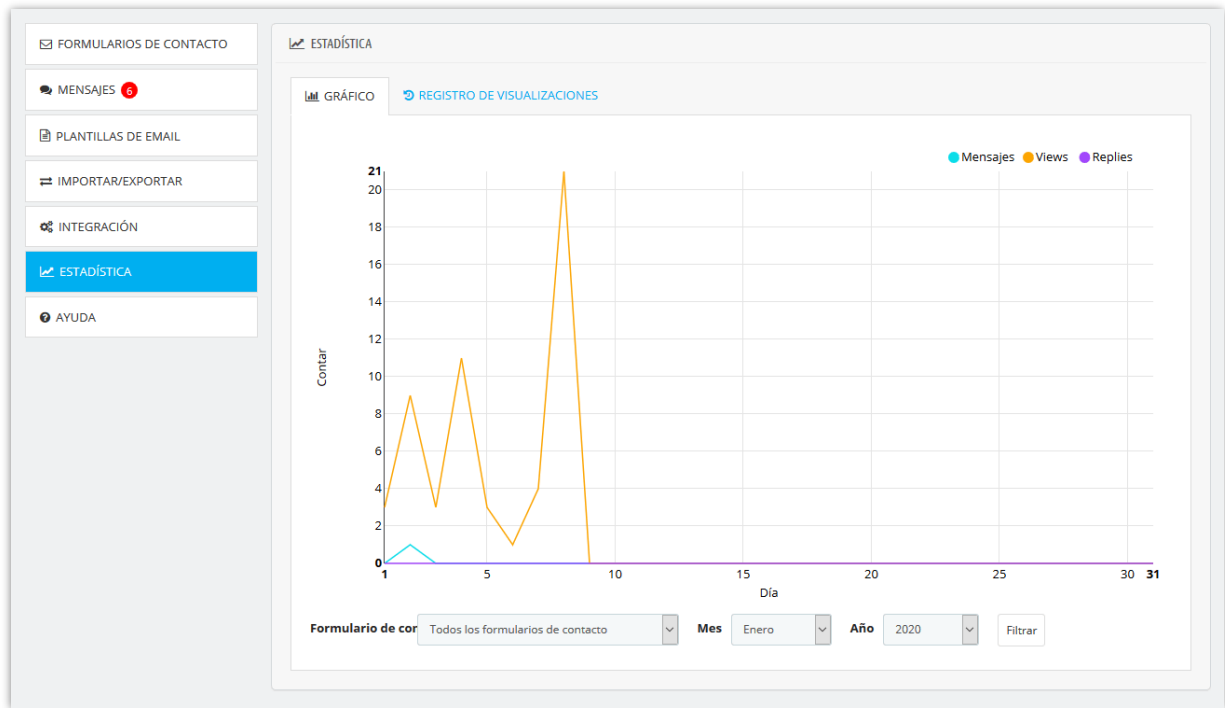 FORMULARIOS DE CONTACTO
MENSAJES 6
PLANTILLAS DE EMAIL
IMPORTAR/EXPORTAR
INTEGRACIÓN
ESTADÍSTICA
AYUDA
ESTADÍSTICA
GRÁFICO
REGISTRO DE VISUALIZACIONES
Mensajes Views Replies
21
20
18
16
14
12
10
8
6
4
2
0
Contar
1 5 10 15 20 25 30 31
Día
Formulario de cor Todos los formularios de contacto Mes Enero Año 2020 Filtrar